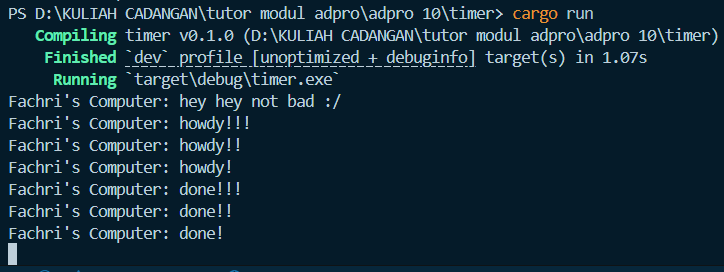 PS D:\KULIAH CADANGAN\tutor modul adpro\adpro 10\timer> cargo run
Compiling timer v0.1.0 (D:\KULIAH CADANGAN\tutor modul adpro\adpro 10\timer)
Finished `dev` profile [unoptimized + debuginfo] target(s) in 1.07s
Running `target\debug\timer.exe`
Fachri's Computer: hey hey not bad :/
Fachri's Computer: howdy!!!
Fachri's Computer: howdy!!
Fachri's Computer: howdy!
Fachri's Computer: done!!!
Fachri's Computer: done!!
Fachri's Computer: done!